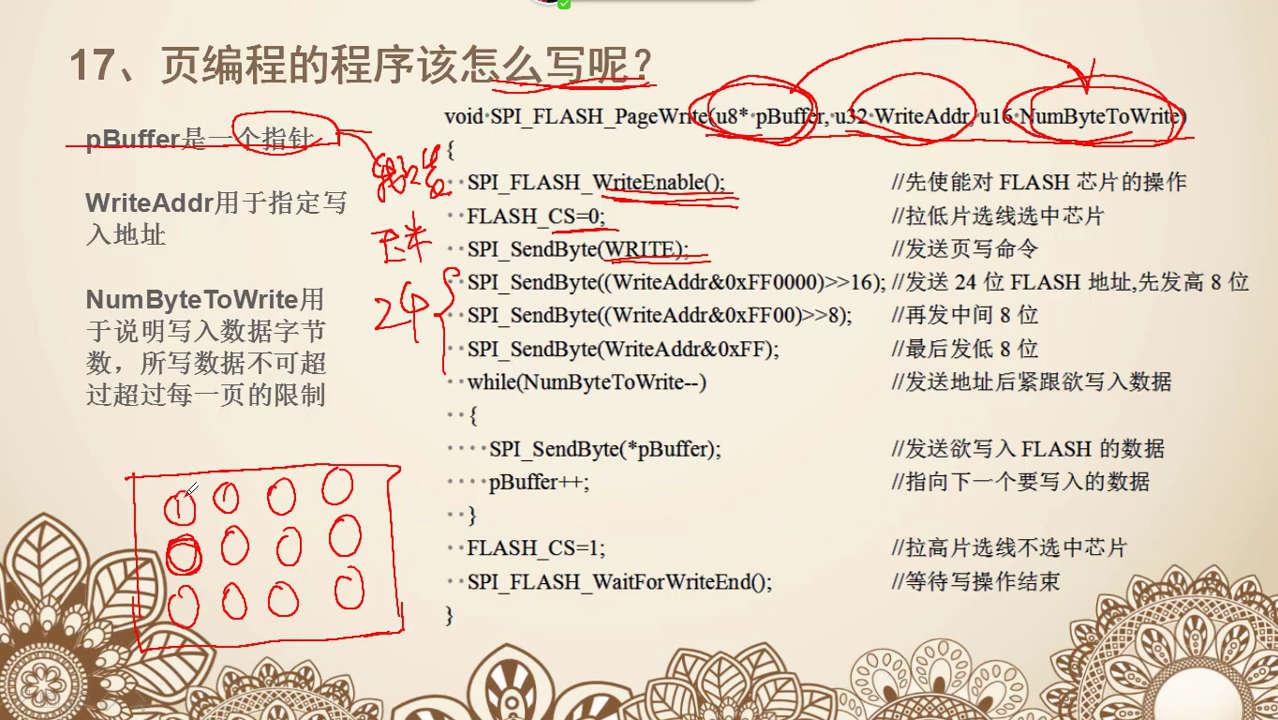 17、页编程的程序该怎么写呢?
pBuffer是一个指针
WriteAddr用于指定写
入地址
NumByteToWrite用
于说明写入数据字节
数，所写数据不可超
过超过每一页的限制
void SPI_FLASH_PageWrite(u8* pBuffer, u32 WriteAddr, u16 NumByteToWrite)
{
SPI_FLASH_WriteEnable(); //先使能对 FLASH 芯片的操作
FLASH_CS=0; //拉低片选线选中芯片
SPI_SendByte(WRITE); //发送页写命令
SPI_SendByte((WriteAddr&0xFF0000)>>16); //发送 24 位 FLASH 地址,先发高 8 位
SPI_SendByte((WriteAddr&0xFF00)>>8); //再发中间 8 位
SPI_SendByte(WriteAddr&0xFF); //最后发低 8 位
while(NumByteToWrite--) //发送地址后紧跟欲写入数据
{
SPI_SendByte(*pBuffer); //发送欲写入 FLASH 的数据
pBuffer++; //指向下一个要写入的数据
}
FLASH_CS=1; //拉高片选线不选中芯片
SPI_FLASH_WaitForWriteEnd(); //等待写操作结束
}
24